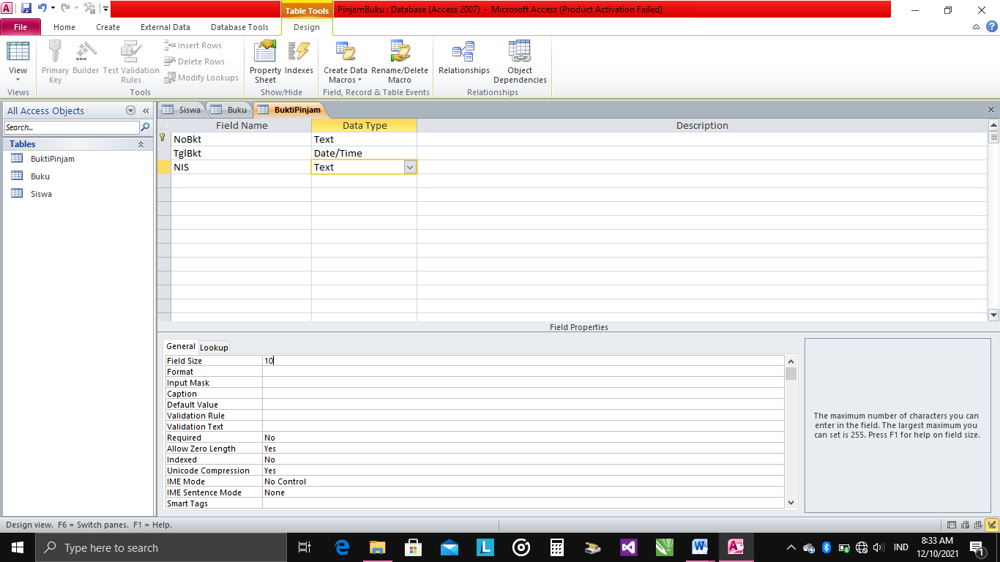 Table Tools
PinjamBuku : Database (Access 2007) - Microsoft Access (Product Activation Failed)
File Home Create External Data Database Tools Design
View
Primary Key
Builder
Test Validation Rules
Insert Rows
Delete Rows
Modify Lookups
Property Sheet
Indexes
Create Data Macros
Rename/Delete Macro
Relationships
Object Dependencies
Views Tools Show/Hide Field, Record & Table Events Relationships
All Access Objects
Search...
Tables
BuktiPinjam
Buku
Siswa
Siswa Buku BuktiPinjam
Field Name Data Type Description
NoBkt Text
TglBkt Date/Time
NIS Text
Field Properties
General Lookup
Field Size 10
Format
Input Mask
Caption
Default Value
Validation Rule
Validation Text
Required No
Allow Zero Length Yes
Indexed No
Unicode Compression Yes
IME Mode No Control
IME Sentence Mode None
Smart Tags
The maximum number of characters you can
enter in the field. The largest maximum you
can set is 255. Press F1 for help on field size.
Design view. F6 = Switch panes. F1 = Help.
Type here to search
IND
8:33 AM
12/10/2021
1